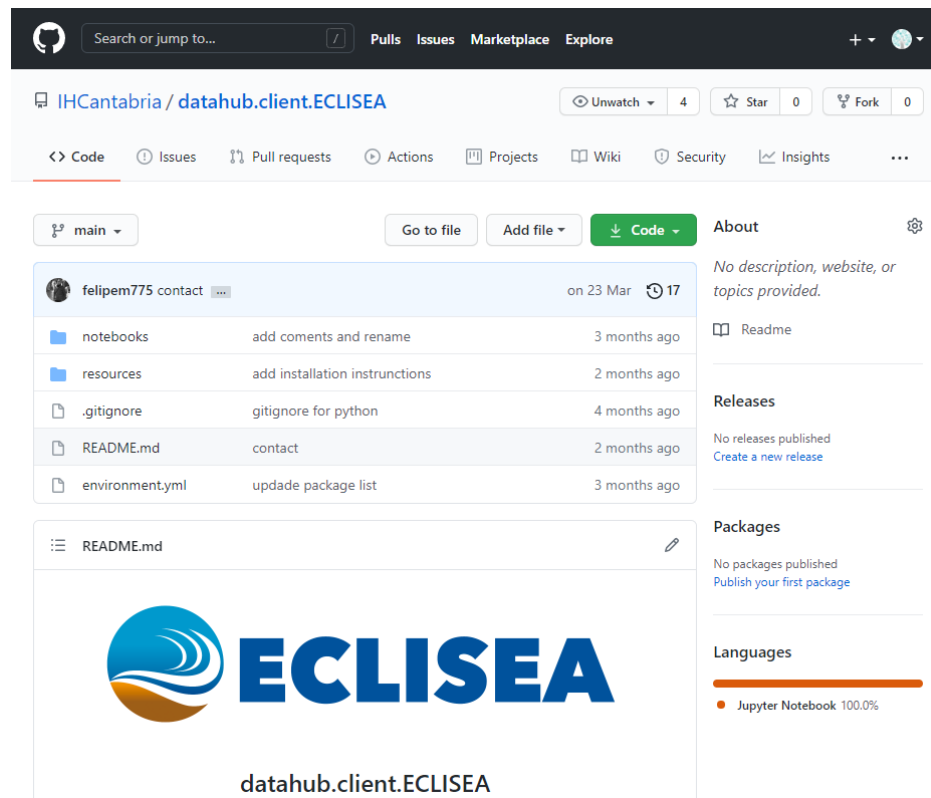 Search or jump to... / Pulls Issues Marketplace Explore +
IHCantabria / datahub.client.ECLISEA Unwatch 4 Star 0 Fork 0
<> Code Issues Pull requests Actions Projects Wiki Security Insights ...
main Go to file Add file Code About
No description, website, or
topics provided.
felipem775 contact ... on 23 Mar 17
Readme
notebooks add coments and rename 3 months ago
resources add installation instrunctions 2 months ago
.gitignore gitignore for python 4 months ago
README.md contact 2 months ago
environment.yml updade package list 3 months ago
Releases
No releases published
Create a new release
README.md
Packages
No packages published
Publish your first package
ECLISEA
Languages
Jupyter Notebook 100.0%
datahub.client.ECLISEA